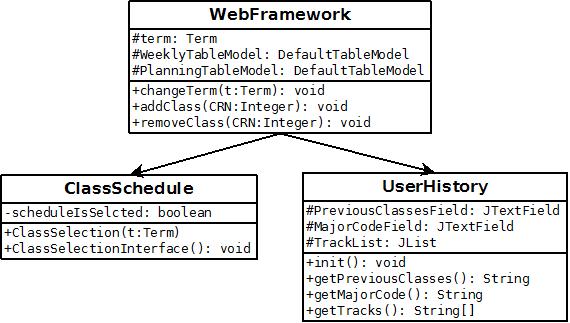 WebFramework
#term: Term
#WeeklyTableModel: DefaultTableModel
#PlanningTableModel: DefaultTableModel
+changeTerm(t:Term): void
+addClass(CRN:Integer): void
+removeClass(CRN:Integer): void
ClassSchedule
-scheduleIsSelcted: boolean
+ClassSelection(t:Term)
+ClassSelectionInterface(): void
UserHistory
#PreviousClassesField: JTextField
#MajorCodeField: JTextField
#TrackList: JList
+init(): void
+getPreviousClasses(): String
+getMajorCode(): String
+getTracks(): String[]